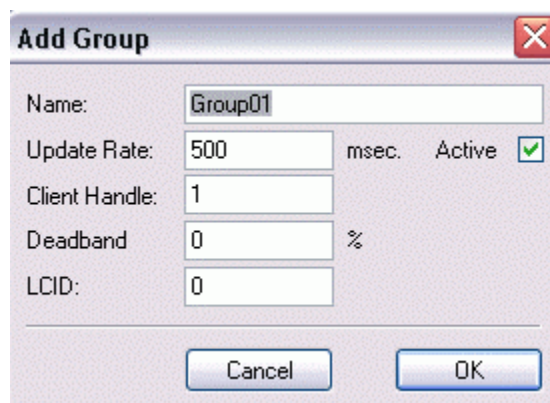 Add Group
Name: Group01
Update Rate: 500 msec. Active
Client Handle: 1
Deadband 0 %
LCID: 0
Cancel OK